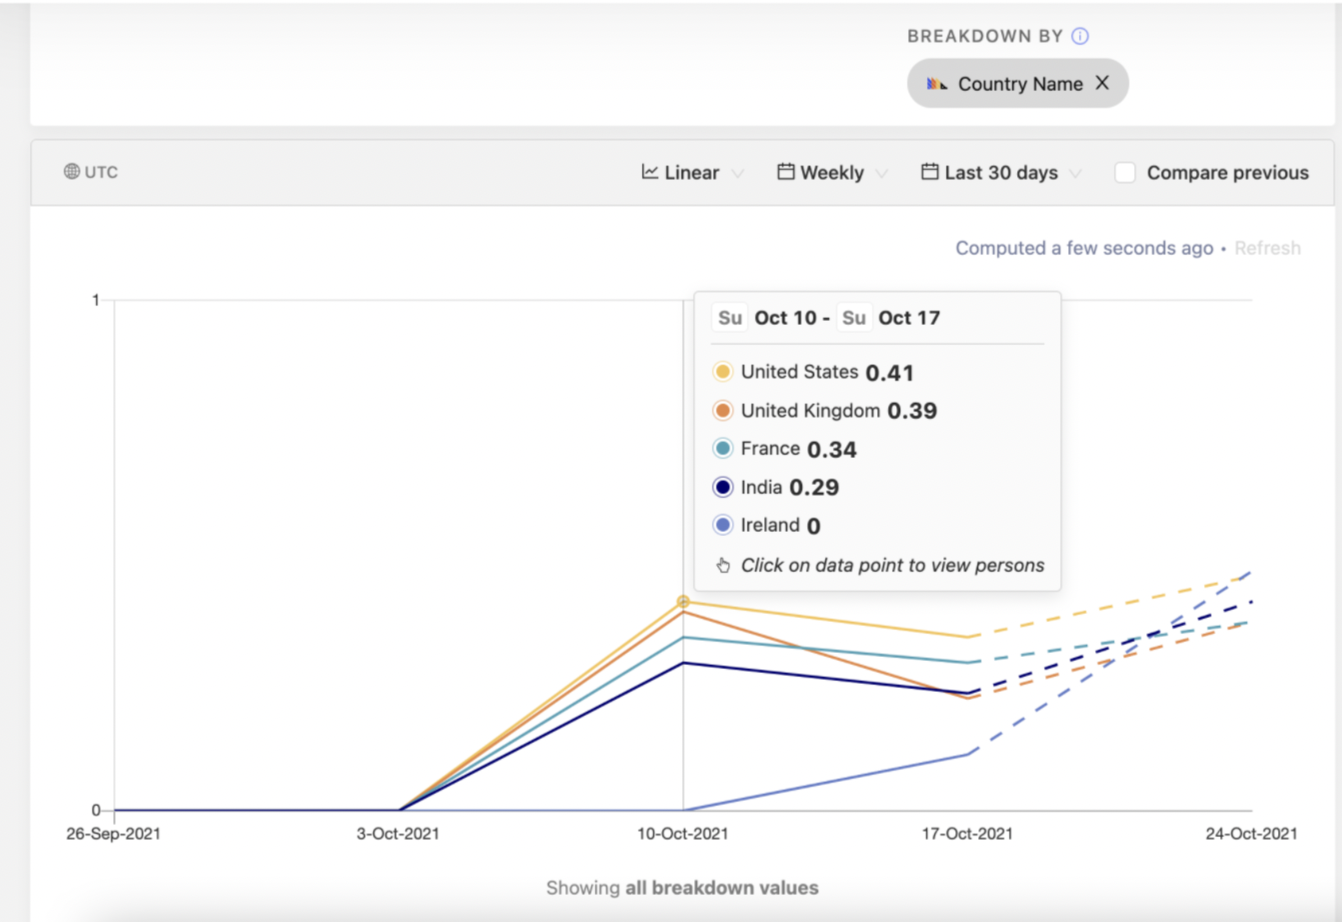 BREAKDOWN BY
Country Name X
UTC
Linear Weekly Last 30 days Compare previous
Computed a few seconds ago • Refresh
1
Su Oct 10 - Su Oct 17
United States 0.41
United Kingdom 0.39
France 0.34
India 0.29
Ireland 0
Click on data point to view persons
0
26-Sep-2021 3-Oct-2021 10-Oct-2021 17-Oct-2021 24-Oct-2021
Showing all breakdown values